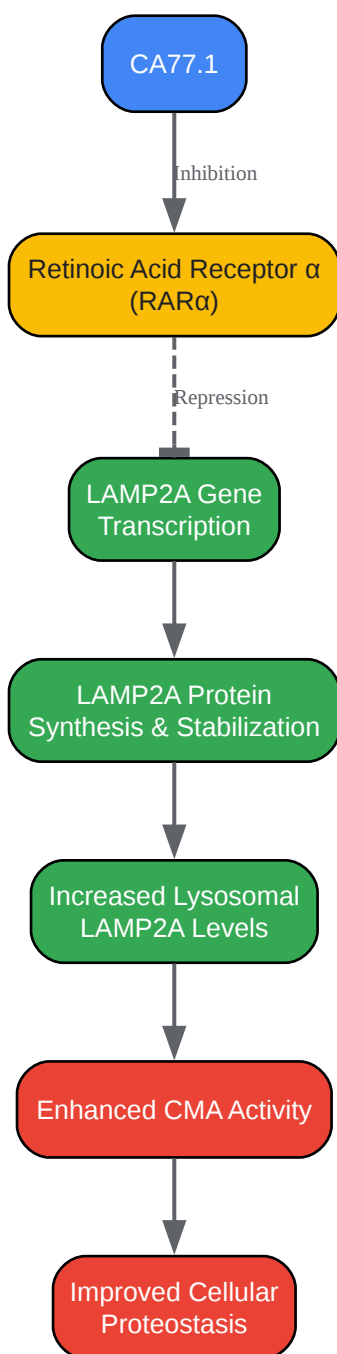 CA77.1
Inhibition
Retinoic Acid Receptor α
(RARα)
Repression
LAMP2A Gene
Transcription
LAMP2A Protein
Synthesis & Stabilization
Increased Lysosomal
LAMP2A Levels
Enhanced CMA Activity
Improved Cellular
Proteostasis